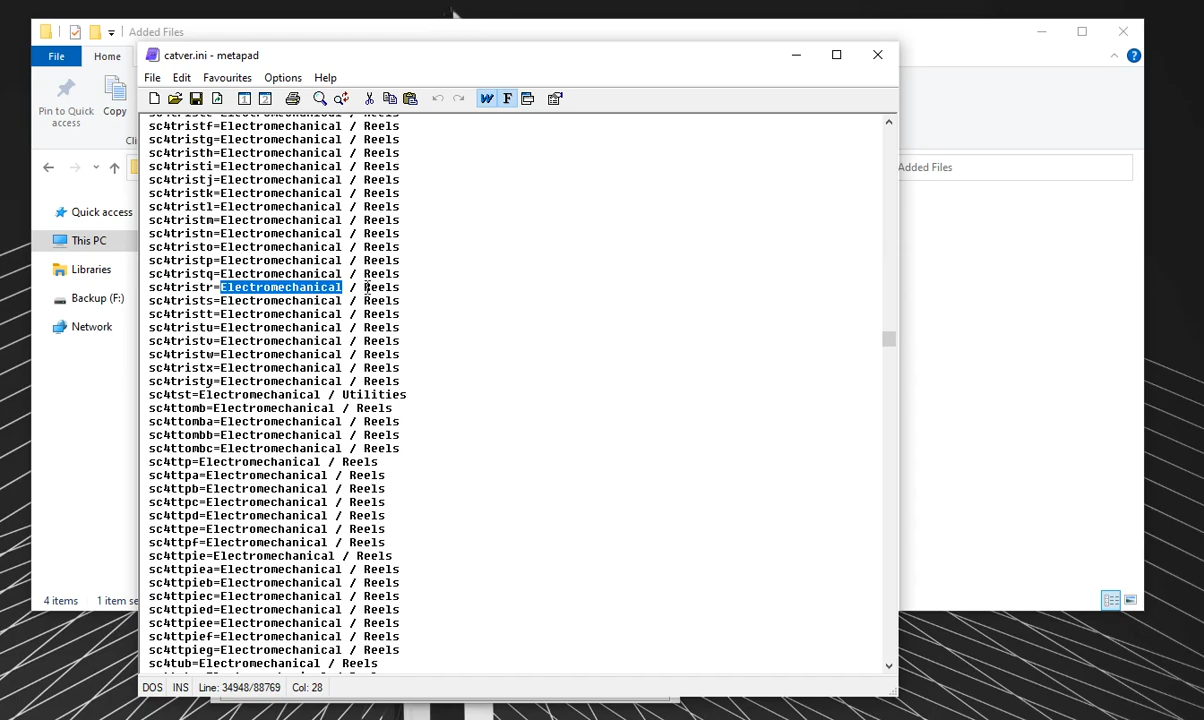 Added Files
catver.ini - metapad
File
Home
File Edit Favourites Options Help
Pin to Quick
access
Copy
sc4tristf=Electromechanical / Reels
sc4tristg=Electromechanical / Reels
sc4tristh=Electromechanical / Reels
sc4tristi=Electromechanical / Reels
sc4tristj=Electromechanical / Reels
sc4tristk=Electromechanical / Reels
sc4tristl=Electromechanical / Reels
sc4tristm=Electromechanical / Reels
sc4tristn=Electromechanical / Reels
sc4tristo=Electromechanical / Reels
sc4tristp=Electromechanical / Reels
sc4tristq=Electromechanical / Reels
sc4tristr=Electromechanical / Reels
sc4trists=Electromechanical / Reels
sc4tristt=Electromechanical / Reels
sc4tristu=Electromechanical / Reels
sc4tristv=Electromechanical / Reels
sc4tristw=Electromechanical / Reels
sc4tristx=Electromechanical / Reels
sc4tristy=Electromechanical / Reels
sc4tst=Electromechanical / Utilities
sc4ttomb=Electromechanical / Reels
sc4ttomba=Electromechanical / Reels
sc4ttombb=Electromechanical / Reels
sc4ttombc=Electromechanical / Reels
sc4ttp=Electromechanical / Reels
sc4ttpa=Electromechanical / Reels
sc4ttpb=Electromechanical / Reels
sc4ttpc=Electromechanical / Reels
sc4ttpd=Electromechanical / Reels
sc4ttpe=Electromechanical / Reels
sc4ttpf=Electromechanical / Reels
sc4ttpie=Electromechanical / Reels
sc4ttpiea=Electromechanical / Reels
sc4ttpieb=Electromechanical / Reels
sc4ttpiec=Electromechanical / Reels
sc4ttpied=Electromechanical / Reels
sc4ttpiee=Electromechanical / Reels
sc4ttpief=Electromechanical / Reels
sc4ttpieg=Electromechanical / Reels
sc4tub=Electromechanical / Reels
Added Files
Quick access
This PC
Libraries
Backup (F:)
Network
4 items 1 item se
DOS INS Line: 34948/88769 Col: 28